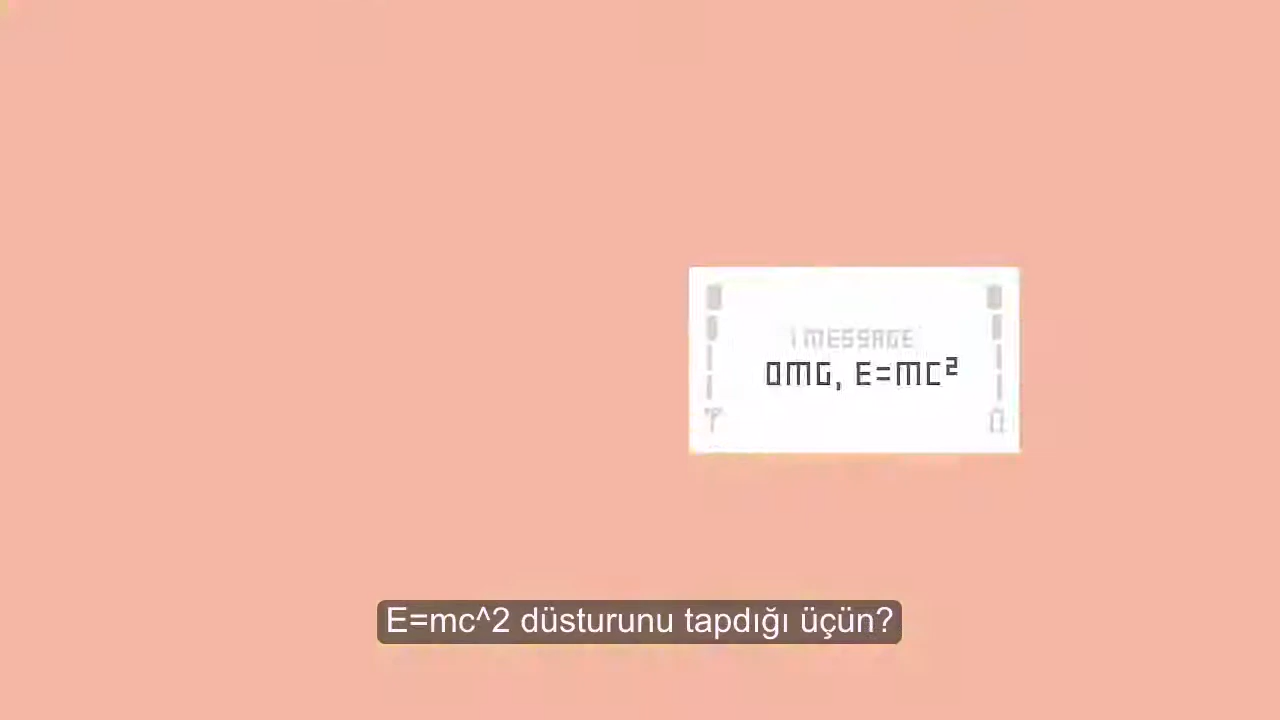 1 MESSAGE
OMG, E=MC²
E=mc^2 düsturunu tapdığı üçün?